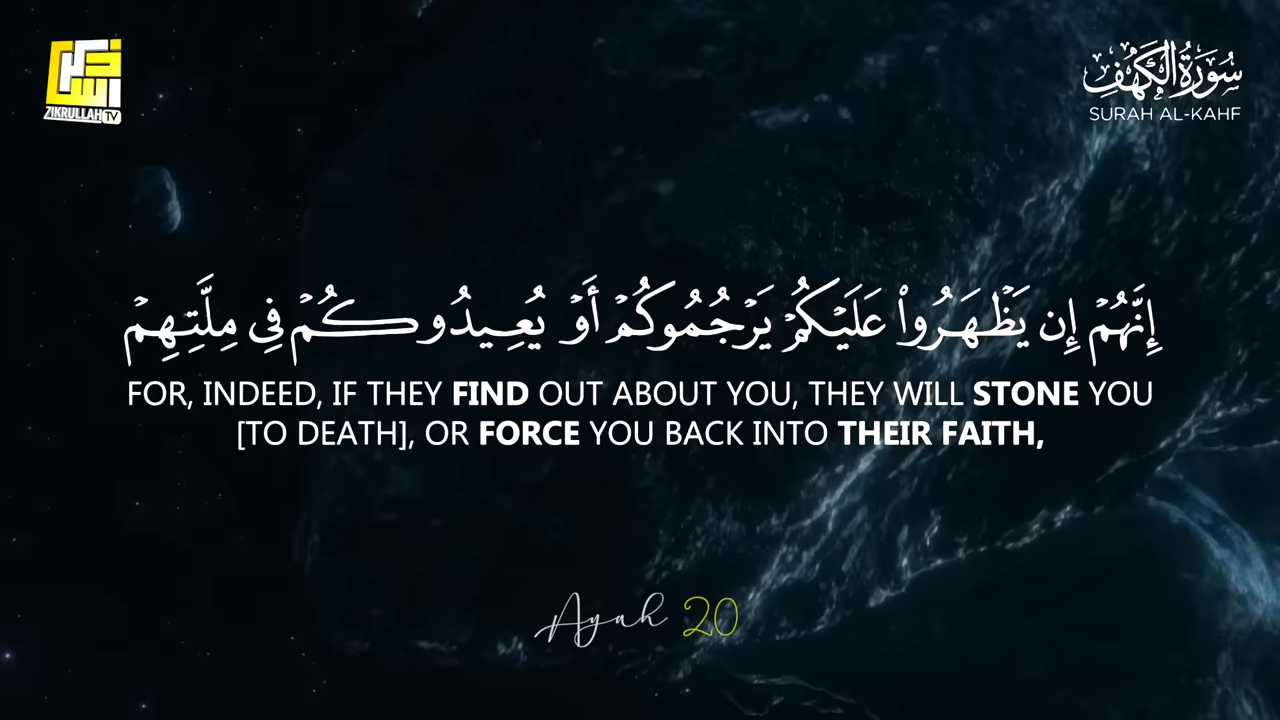 ذكر الله
ZIKRULLAH TV
سُورَةُ الْكَهْفِ
SURAH AL-KAHF
إِنَّهُمْ إِن يَظْهَرُوا۟ عَلَيْكُمْ يَرْجُمُوكُمْ أَوْ يُعِيدُوكُمْ فِى مِلَّتِهِمْ
FOR, INDEED, IF THEY FIND OUT ABOUT YOU, THEY WILL STONE YOU
[TO DEATH], OR FORCE YOU BACK INTO THEIR FAITH,
Ayah 20